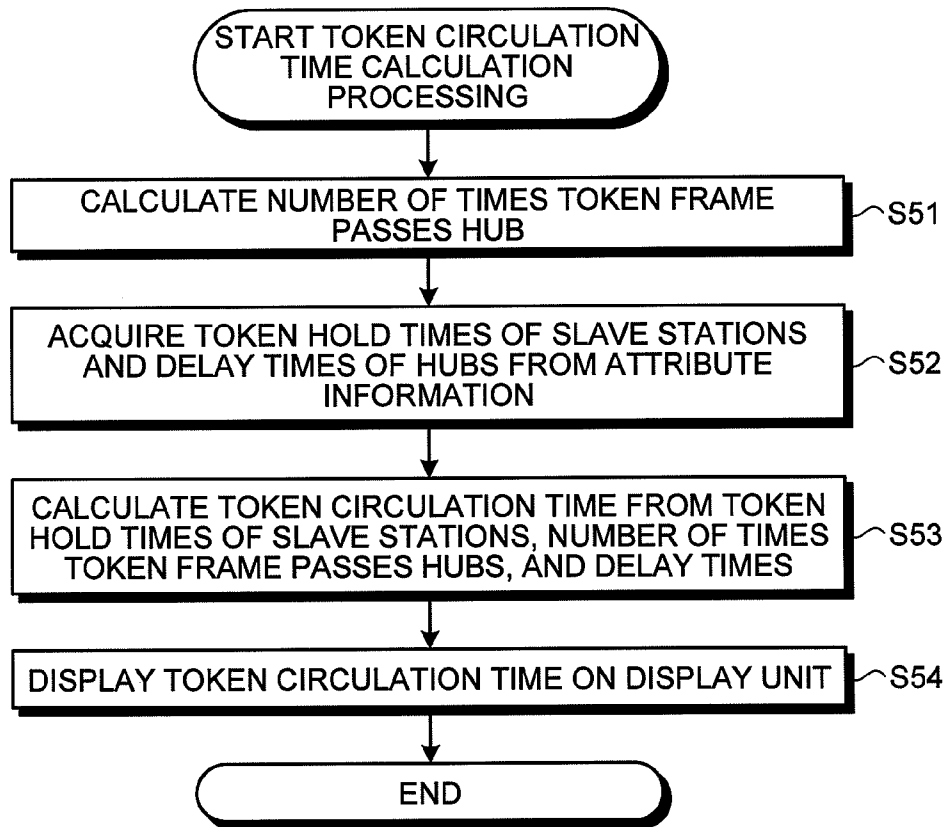 START TOKEN CIRCULATION
TIME CALCULATION
PROCESSING
CALCULATE NUMBER OF TIMES TOKEN FRAME
PASSES HUB
S51
ACQUIRE TOKEN HOLD TIMES OF SLAVE STATIONS
AND DELAY TIMES OF HUBS FROM ATTRIBUTE
INFORMATION
S52
CALCULATE TOKEN CIRCULATION TIME FROM TOKEN
HOLD TIMES OF SLAVE STATIONS, NUMBER OF TIMES
TOKEN FRAME PASSES HUBS, AND DELAY TIMES
S53
DISPLAY TOKEN CIRCULATION TIME ON DISPLAY UNIT
S54
END